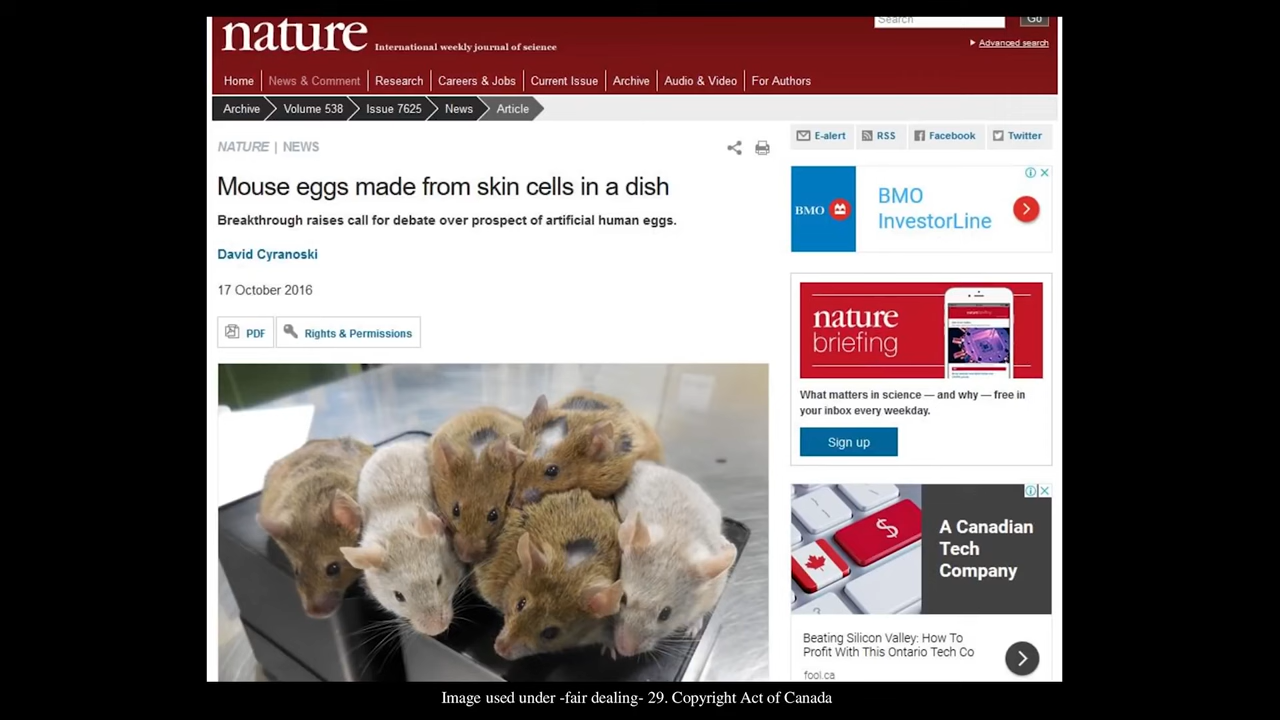 nature International weekly journal of science
Search Go
Advanced search
Home News & Comment Research Careers & Jobs Current Issue Archive Audio & Video For Authors
Archive Volume 538 Issue 7625 News Article
E-alert RSS Facebook Twitter
NATURE | NEWS
Mouse eggs made from skin cells in a dish
Breakthrough raises call for debate over prospect of artificial human eggs.
David Cyranoski
17 October 2016
PDF Rights & Permissions
BMO
BMO
InvestorLine
nature
briefing
What matters in science — and why — free in
your inbox every weekday.
Sign up
A Canadian
Tech
Company
Beating Silicon Valley: How To
Profit With This Ontario Tech Co
fool.ca
Image used under -fair dealing- 29. Copyright Act of Canada